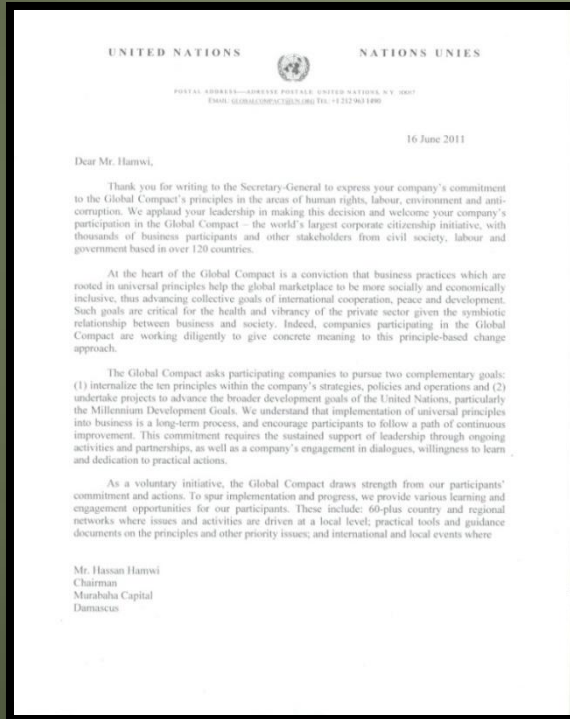 UNITED NATIONS
NATIONS UNIES
POSTAL ADDRESS—ADRESSE POSTALE UNITED NATIONS, N.Y. 10017
EMAIL: GLOBALCOMPACT@UN.ORG TEL: +1 212 963 1490
16 June 2011
Dear Mr. Hamwi,
Thank you for writing to the Secretary-General to express your company's commitment
to the Global Compact's principles in the areas of human rights, labour, environment and anti-
corruption. We applaud your leadership in making this decision and welcome your company's
participation in the Global Compact – the world's largest corporate citizenship initiative, with
thousands of business participants and other stakeholders from civil society, labour and
government based in over 120 countries.
At the heart of the Global Compact is a conviction that business practices which are
rooted in universal principles help the global marketplace to be more socially and economically
inclusive, thus advancing collective goals of international cooperation, peace and development.
Such goals are critical for the health and vibrancy of the private sector given the symbiotic
relationship between business and society. Indeed, companies participating in the Global
Compact are working diligently to give concrete meaning to this principle-based change
approach.
The Global Compact asks participating companies to pursue two complementary goals:
(1) internalize the ten principles within the company's strategies, policies and operations and (2)
undertake projects to advance the broader development goals of the United Nations, particularly
the Millennium Development Goals. We understand that implementation of universal principles
into business is a long-term process, and encourage participants to follow a path of continuous
improvement. This commitment requires the sustained support of leadership through ongoing
activities and partnerships, as well as a company's engagement in dialogues, willingness to learn
and dedication to practical actions.
As a voluntary initiative, the Global Compact draws strength from our participants'
commitment and actions. To spur implementation and progress, we provide various learning and
engagement opportunities for our participants. These include: 60-plus country and regional
networks where issues and activities are driven at a local level; practical tools and guidance
documents on the principles and other priority issues; and international and local events where
Mr. Hassan Hamwi
Chairman
Murabaha Capital
Damascus